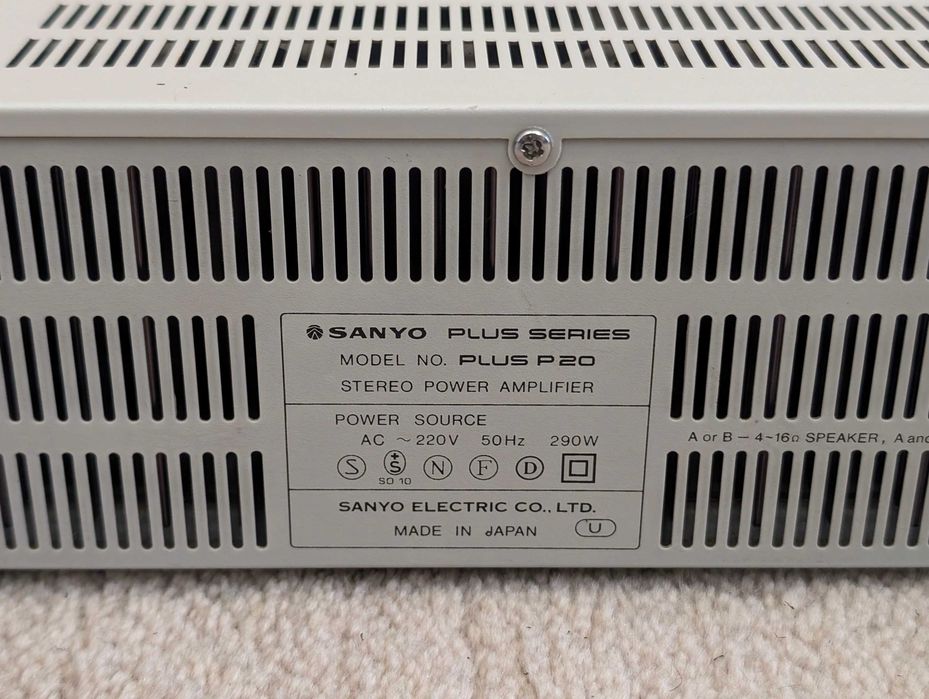 SANYO PLUS SERIES
MODEL NO. PLUS P20
STEREO POWER AMPLIFIER
POWER SOURCE
AC ~220V 50Hz 290W
S +S N F D
SO 10
SANYO ELECTRIC CO., LTD.
MADE IN JAPAN U
A or B — 4~16Ω SPEAKER, A and